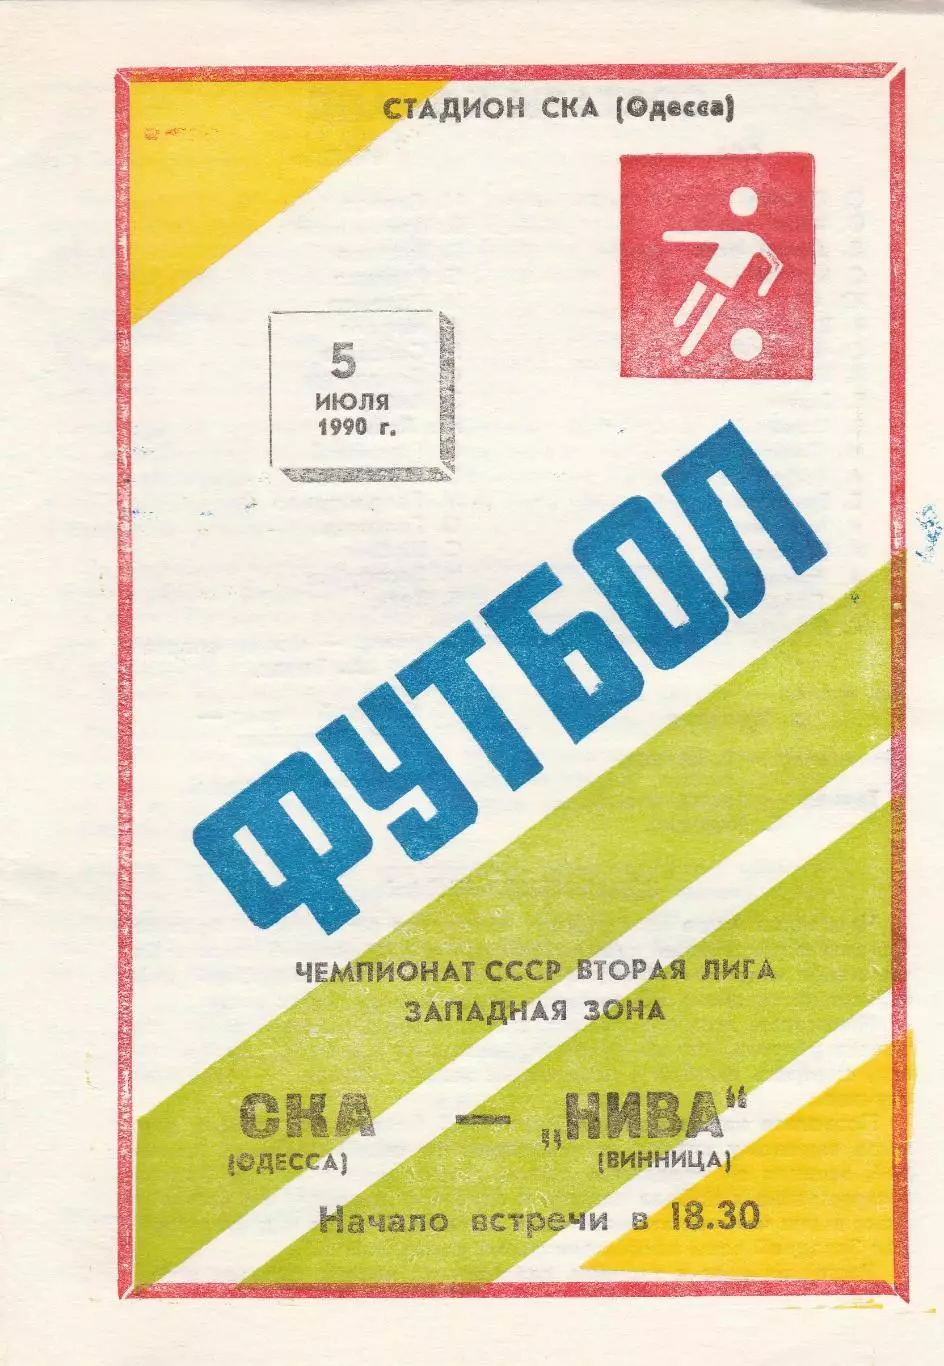 СТАДИОН СКА (Одесса)
5
ИЮЛЯ
1990 г.
ФУТБОЛ
ЧЕМПИОНАТ СССР ВТОРАЯ ЛИГА
ЗАПАДНАЯ ЗОНА
СКА — „НИВА“
(ОДЕССА) (ВИННИЦА)
Начало встречи в 18.30